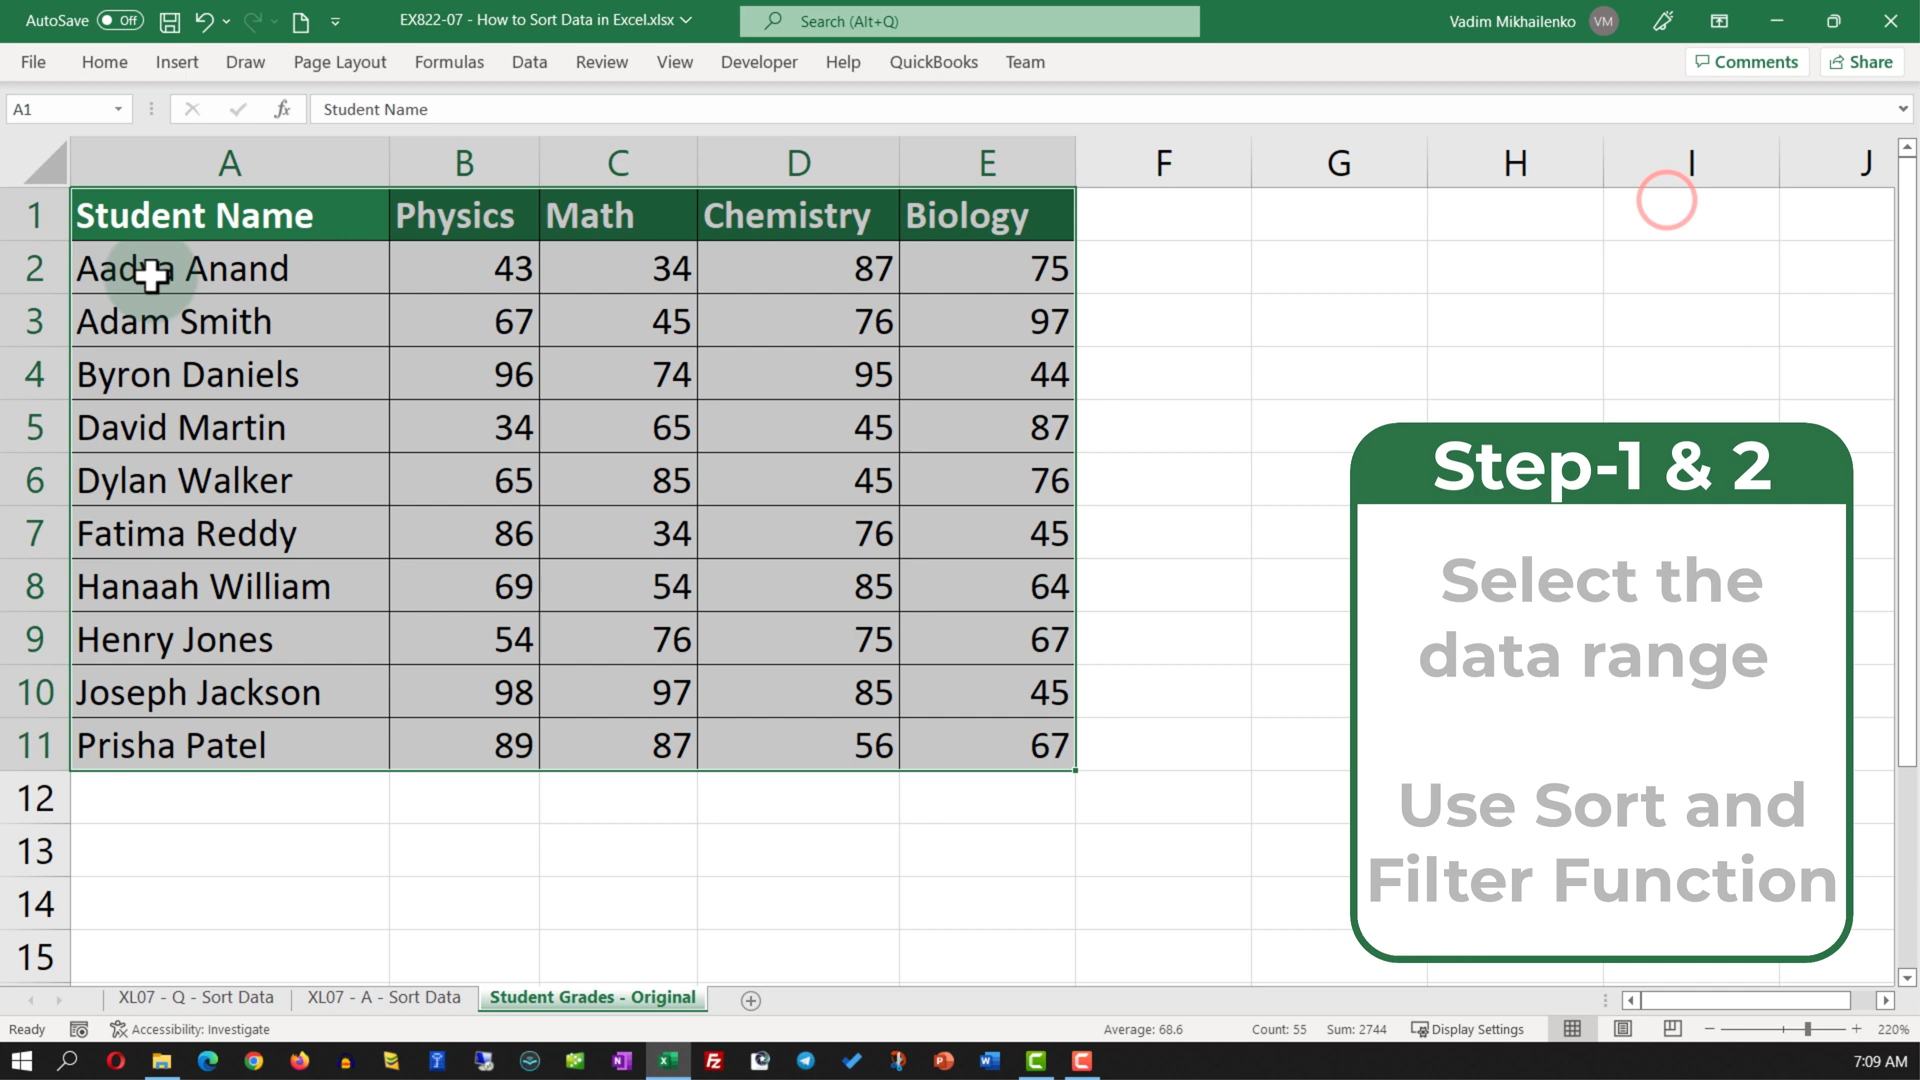 AutoSave Off EX822-07 - How to Sort Data in Excel.xlsx Search (Alt+Q) Vadim Mikhailenko VM
File Home Insert Draw Page Layout Formulas Data Review View Developer Help QuickBooks Team Comments Share
A1 fx Student Name
A B C D E F G H I J
1 Student Name Physics Math Chemistry Biology
2 Aadya Anand 43 34 87 75
3 Adam Smith 67 45 76 97
4 Byron Daniels 96 74 95 44
5 David Martin 34 65 45 87
6 Dylan Walker 65 85 45 76
7 Fatima Reddy 86 34 76 45
8 Hanaah William 69 54 85 64
9 Henry Jones 54 76 75 67
10 Joseph Jackson 98 97 85 45
11 Prisha Patel 89 87 56 67
12
13
14
15
Step-1 & 2
Select the
data range
Use Sort and
Filter Function
XL07 - Q - Sort Data XL07 - A - Sort Data Student Grades - Original
Ready Accessibility: Investigate Average: 68.6 Count: 55 Sum: 2744 Display Settings 220%
7:09 AM